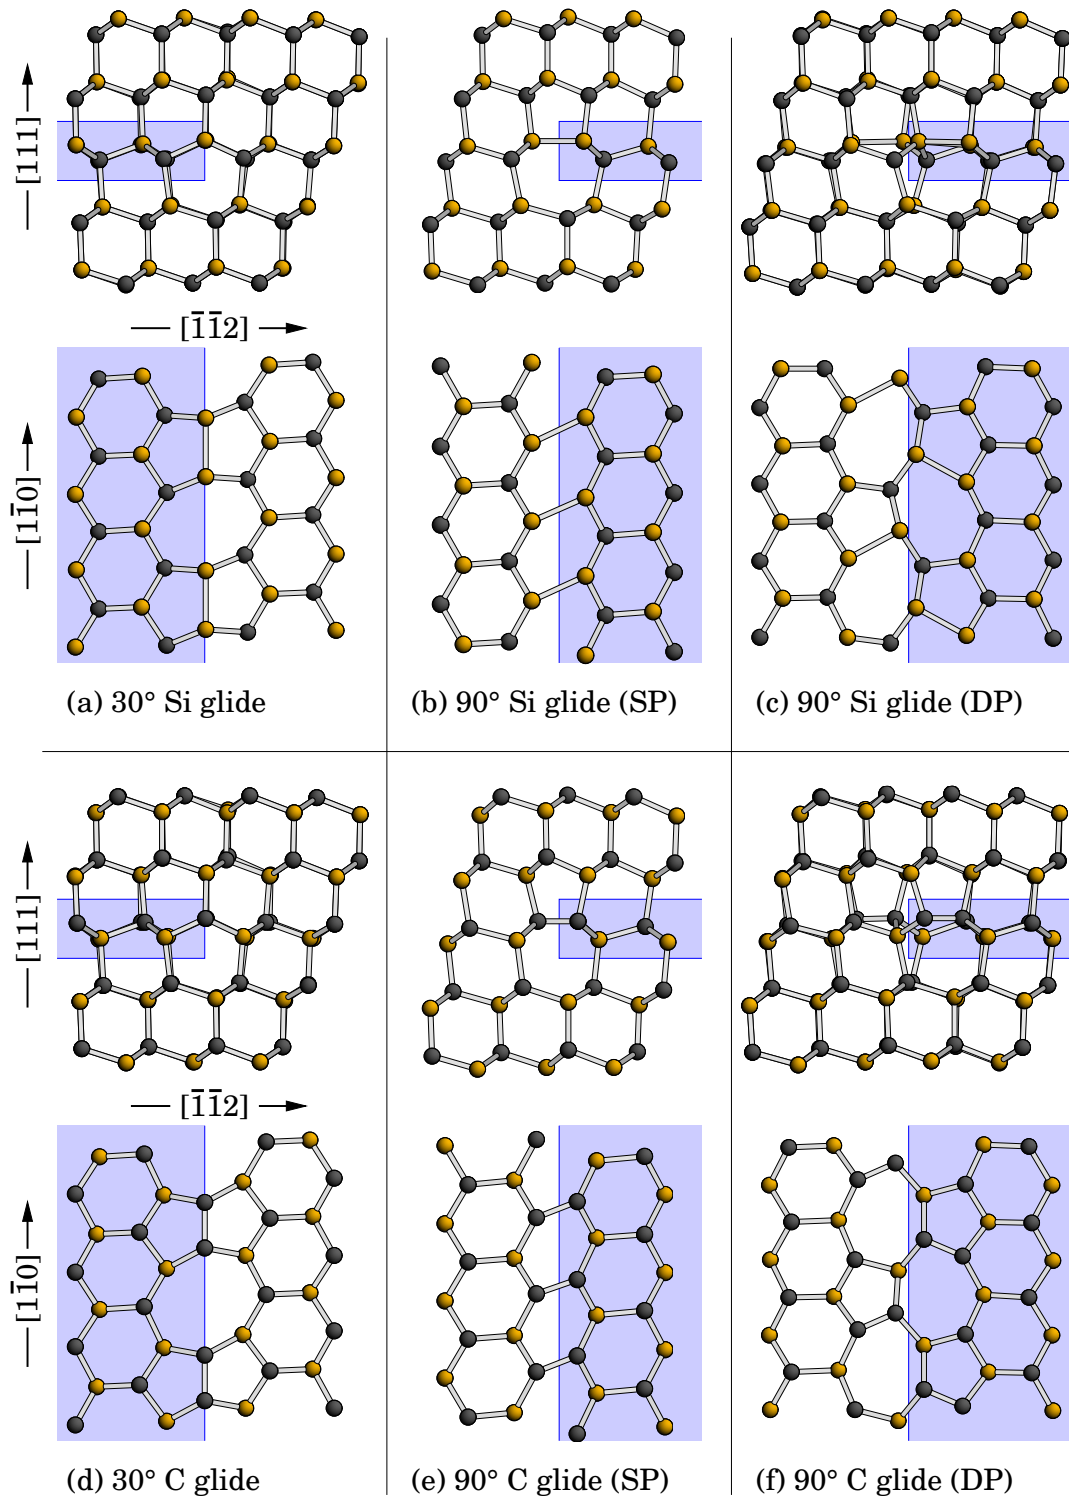 [111]
[1̅1̅2]
[11̅0]
(a) 30° Si glide
(b) 90° Si glide (SP)
(c) 90° Si glide (DP)
[111]
[1̅1̅2]
[11̅0]
(d) 30° C glide
(e) 90° C glide (SP)
(f) 90° C glide (DP)